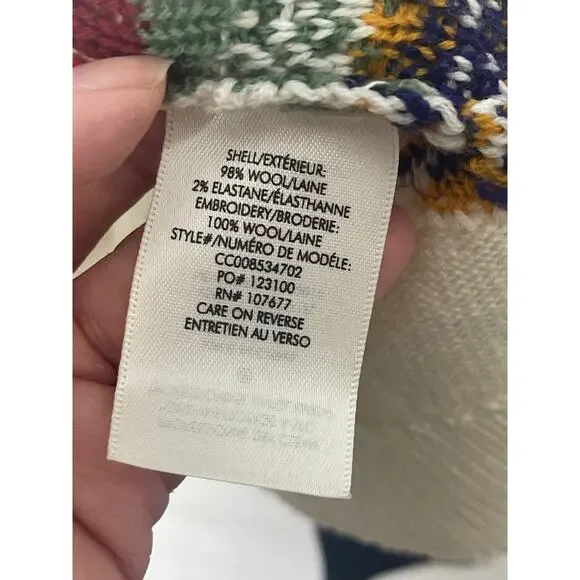 SHELL/EXTÉRIEUR:
98% WOOL/LAINE
2% ELASTANE/ÉLASTHANNE
EMBROIDERY/BRODERIE:
100% WOOL/LAINE
STYLE#/NUMÉRO DE MODÈLE:
CC008534702
PO# 123100
RN# 107677
CARE ON REVERSE
ENTRETIEN AU VERSO